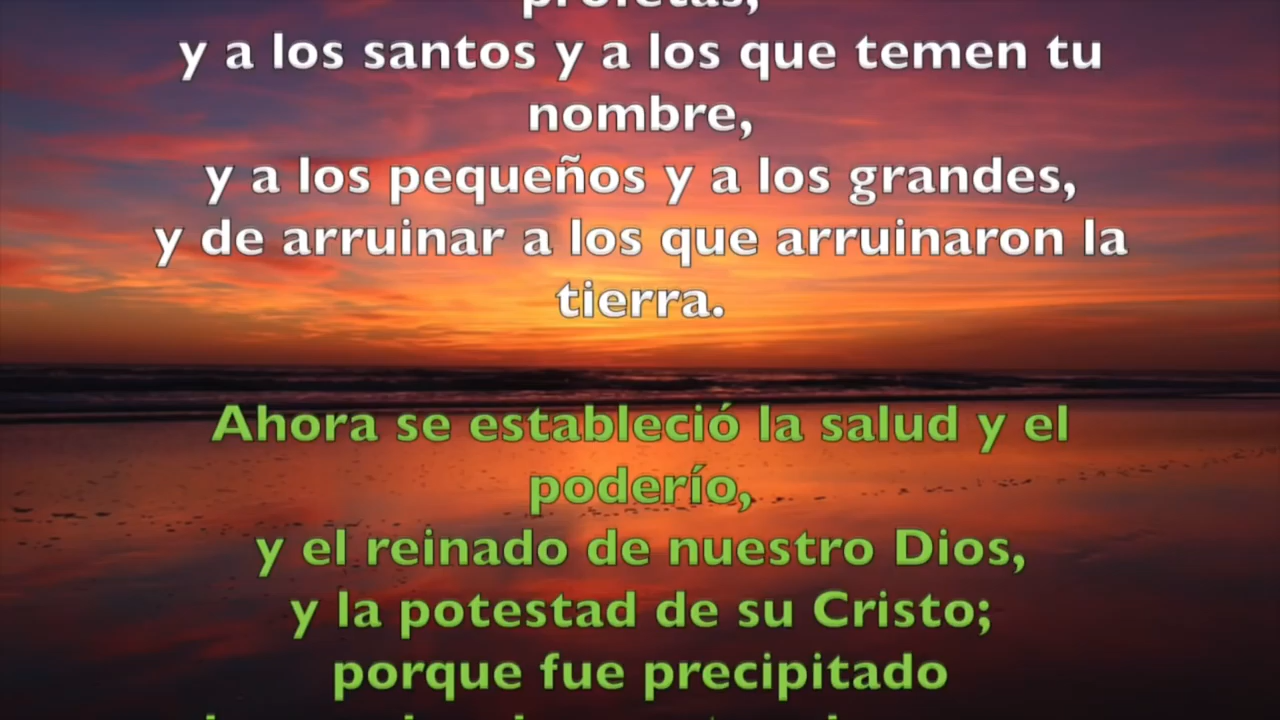 profetas,
y a los santos y a los que temen tu
nombre,
y a los pequeños y a los grandes,
y de arruinar a los que arruinaron la
tierra.
Ahora se estableció la salud y el
poderío,
y el reinado de nuestro Dios,
y la potestad de su Cristo;
porque fue precipitado